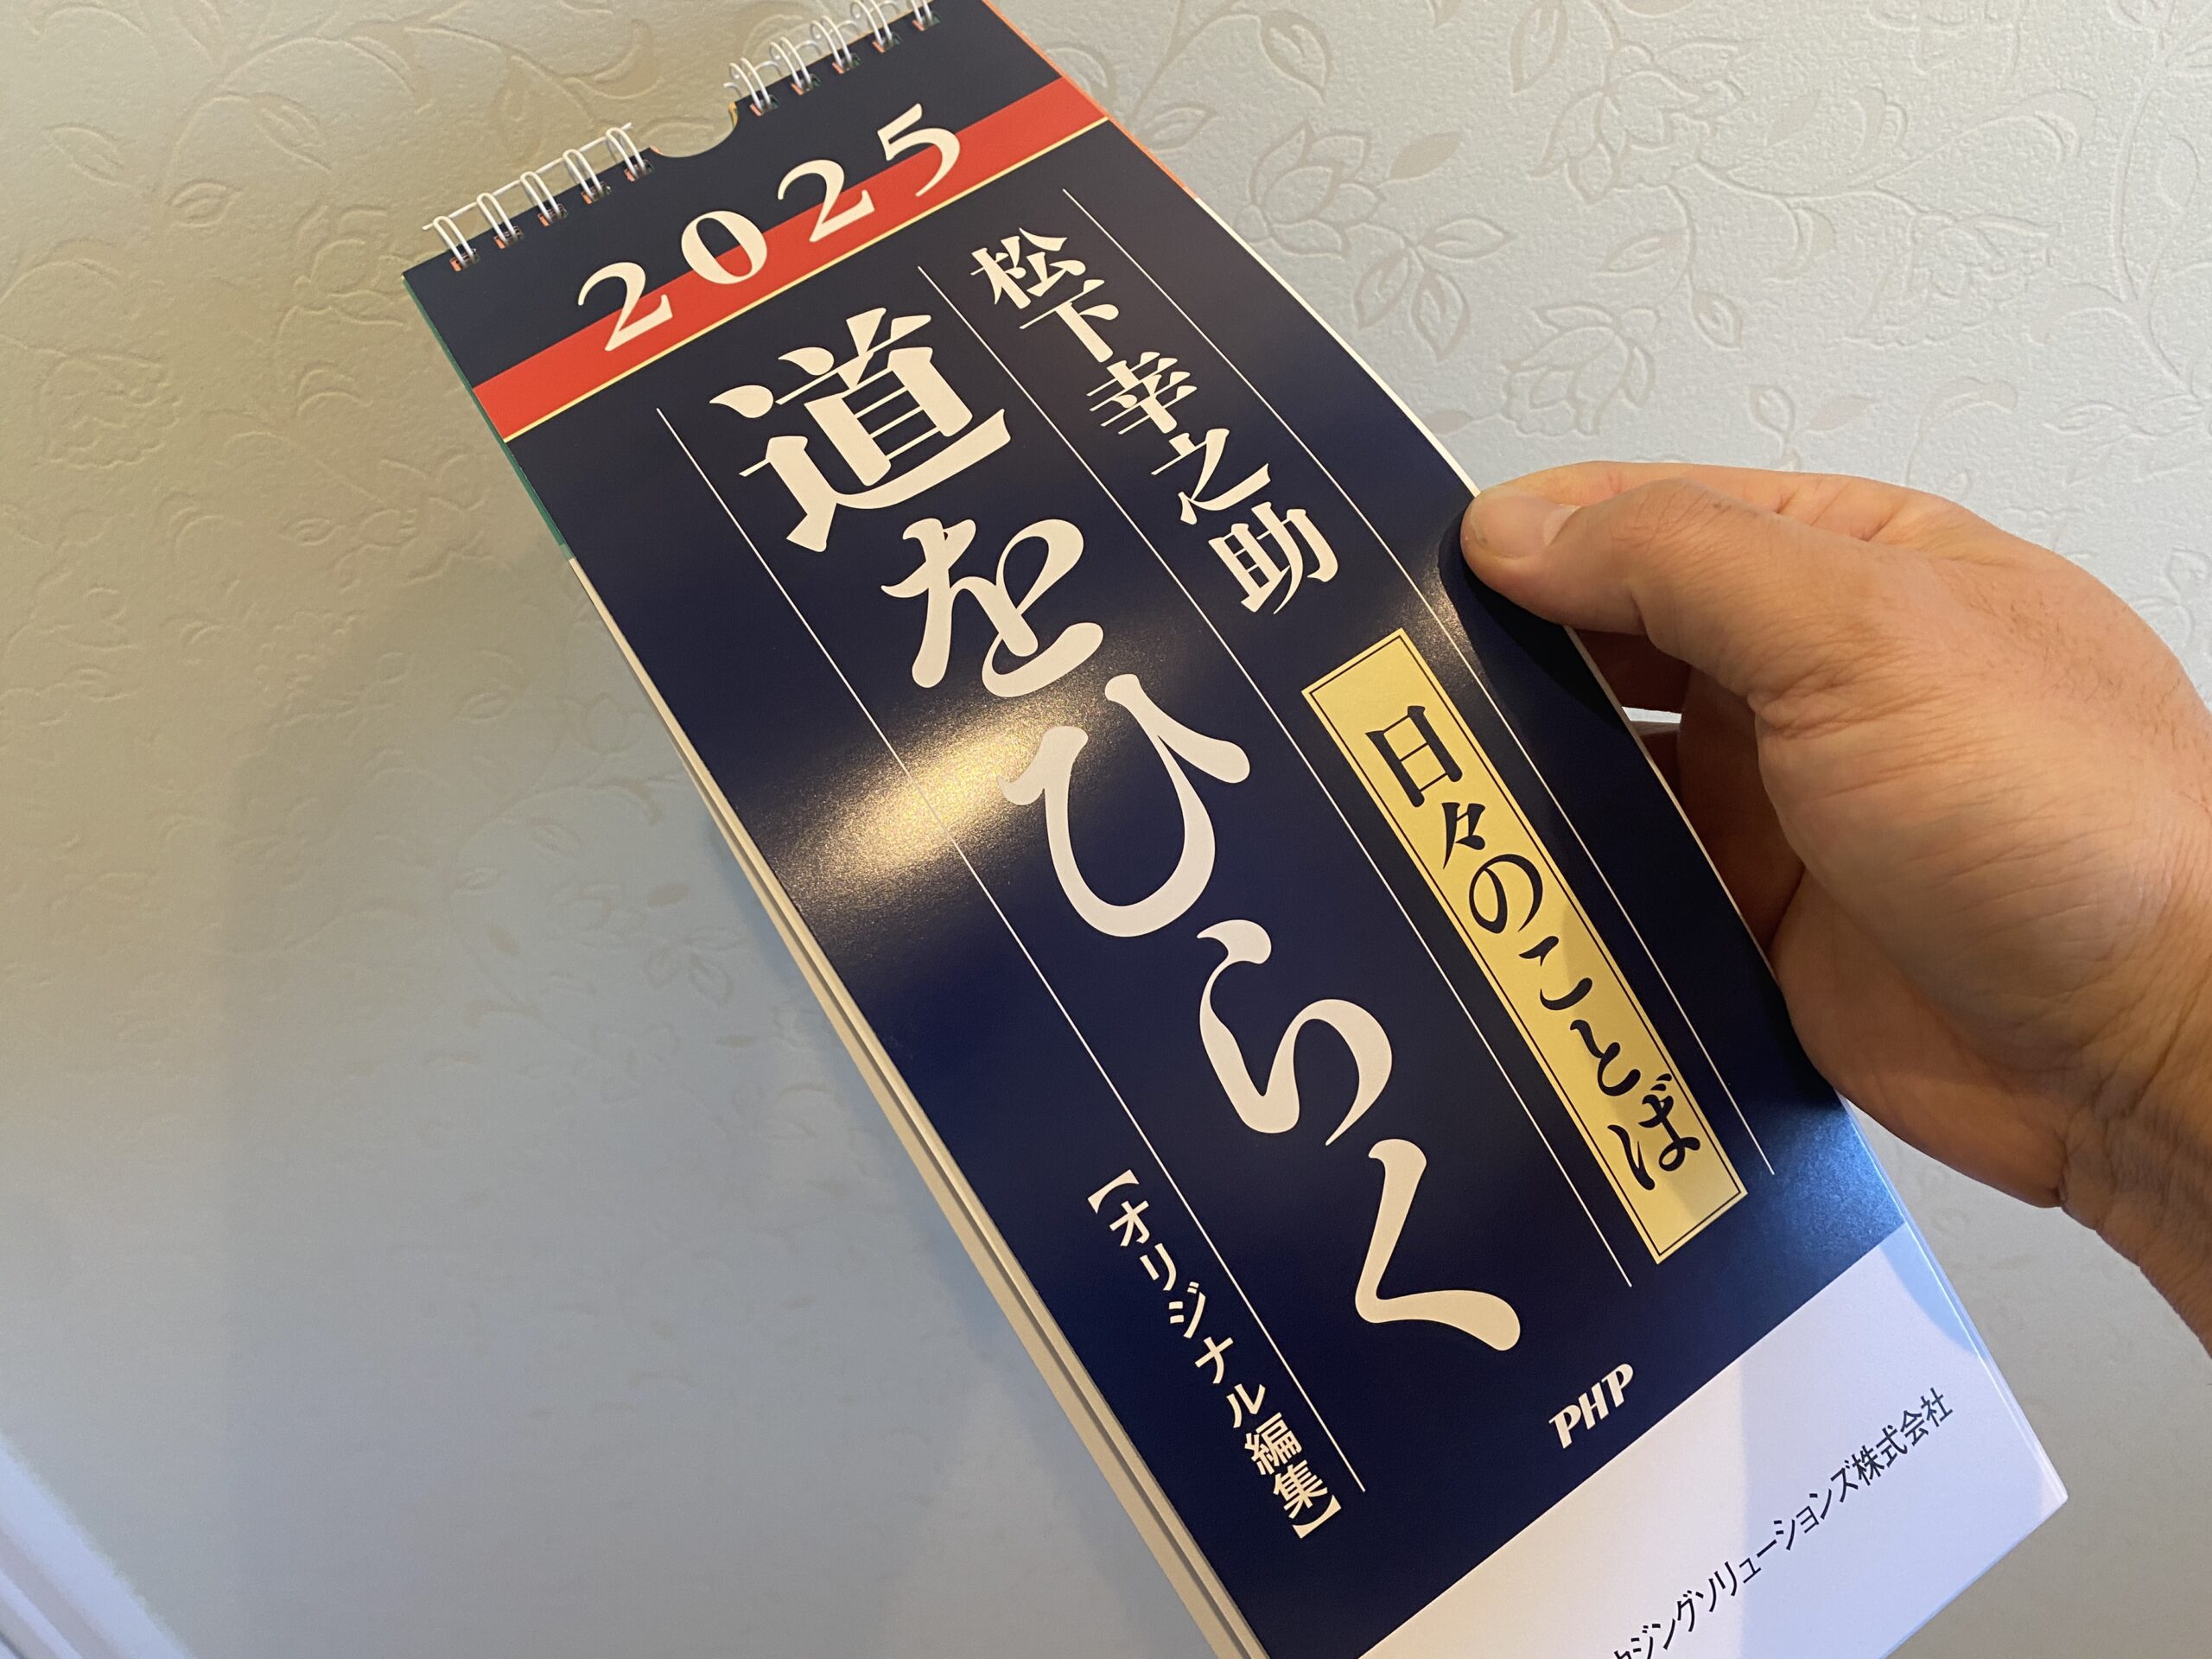 2025
松下幸之助
日々のことば
道をひらく
【オリジナル編集】
PHP
ジングソリューションズ株式会社